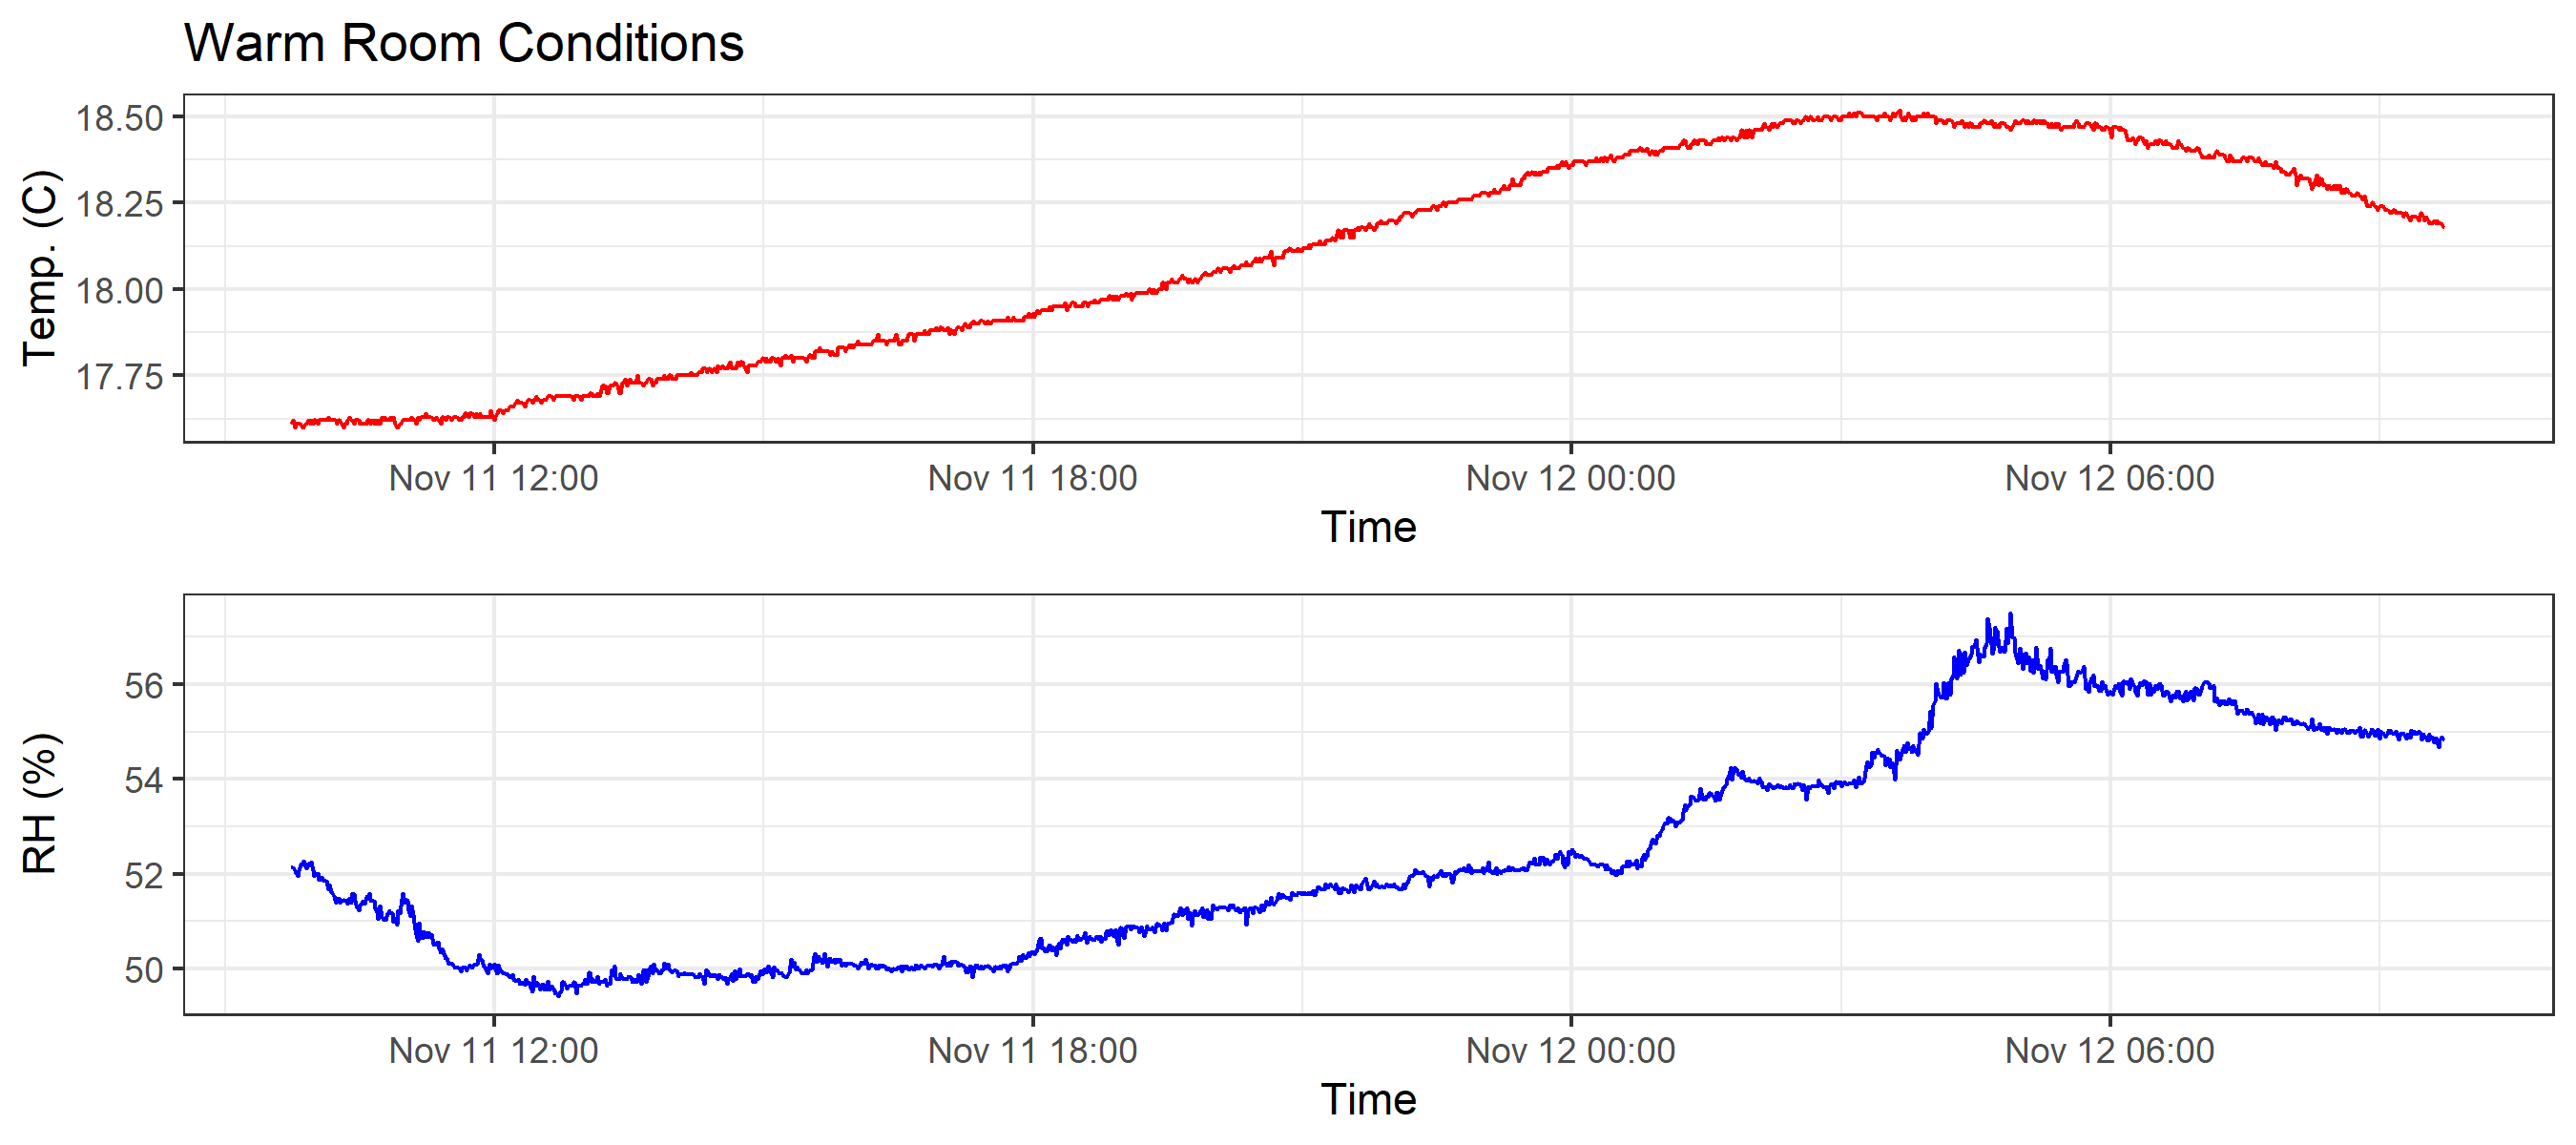 Warm Room Conditions
Temp. (C)
18.50
18.25
18.00
17.75
Nov 11 12:00 Nov 11 18:00 Nov 12 00:00 Nov 12 06:00
Time
RH (%)
56
54
52
50
Nov 11 12:00 Nov 11 18:00 Nov 12 00:00 Nov 12 06:00
Time